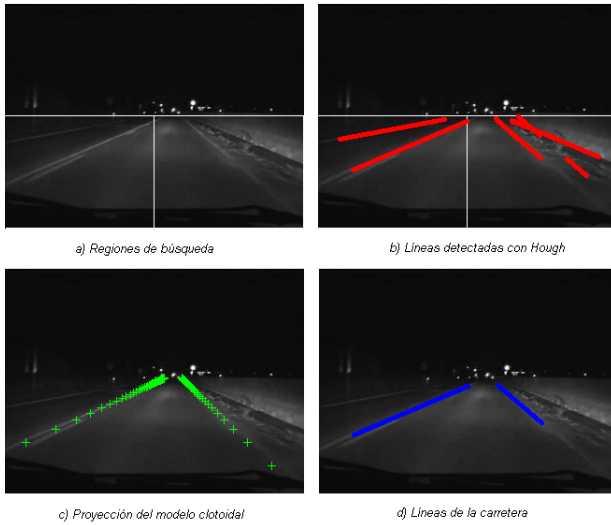 a) Regiones de búsqueda
b) Líneas detectadas con Hough
c) Proyección del modelo clotoidal
d) Líneas de la carretera